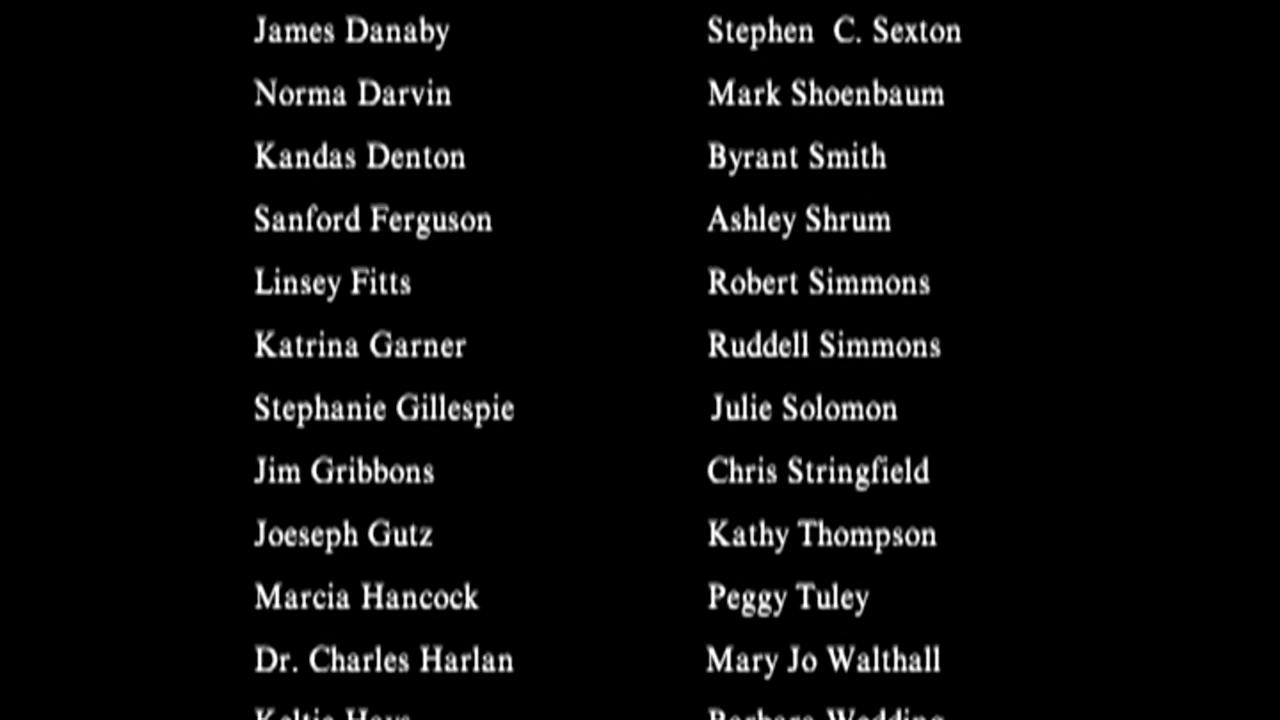 James Danaby
Norma Darvin
Kandas Denton
Sanford Ferguson
Linsey Fitts
Katrina Garner
Stephanie Gillespie
Jim Gribbons
Joeseph Gutz
Marcia Hancock
Dr. Charles Harlan
Stephen C. Sexton
Mark Shoenbaum
Byrant Smith
Ashley Shrum
Robert Simmons
Ruddell Simmons
Julie Solomon
Chris Stringfield
Kathy Thompson
Peggy Tuley
Mary Jo Walthall